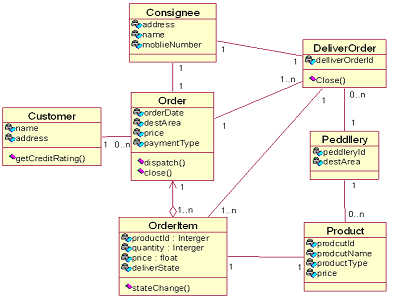 Consignee
address
name
moblieNumber
1
1
DeliverOrder
delliverOrderId
Close()
1
1..n
1
1
1
Order
orderDate
destArea
price
paymentType
dispatch()
close()
1
1
Customer
name
address
getCreditRating()
1
0..n
0..n
Peddllery
peddleryId
destArea
1
0..n
1..n
1..n
OrderItem
productId : Interger
quantity : Interger
price : float
deliverState
stateChange()
1
1
Product
prodcutId
prodcutName
productType
price